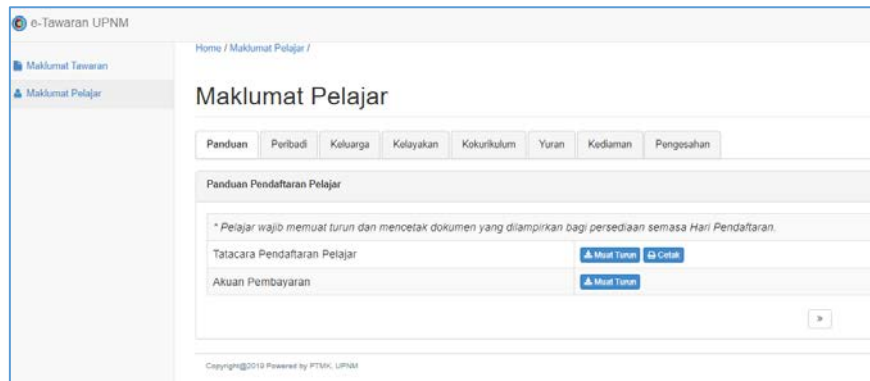 e-Tawaran UPNM
Home / Maklumat Pelajar /
Maklumat Tawaran
Maklumat Pelajar
Maklumat Pelajar
Panduan Peribadi Keluarga Kelayakan Kokurikulum Yuran Kediaman Pengesahan
Panduan Pendaftaran Pelajar
* Pelajar wajib memuat turun dan mencetak dokumen yang dilampirkan bagi persediaan semasa Hari Pendaftaran.
Tatacara Pendaftaran Pelajar Muat Turun Cetak
Akuan Pembayaran Muat Turun
»
Copyright@2019 Powered by PTMK, UPNM